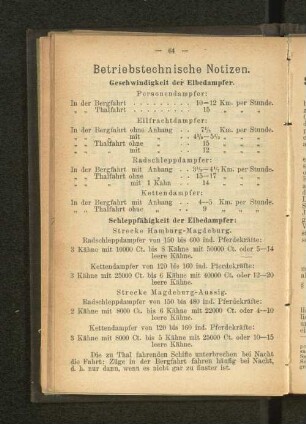 — 64 —
Betriebstechnische Notizen.
Geschwindigkeit der Elbedampfer.
Personendampfer:
In der Bergfahrt . . . . . . . . . 10—12 Km. per Stunde.
„ „ Thalfahrt . . . . . . . . . 15 „ „ „
Eilfrachtdampfer:
In der Bergfahrt ohne Anhang . . 7½ Km. per Stunde.
„ „ „ mit „ . . 4¾—5¼ „ „ „
„ „ Thalfahrt ohne „ . . 15 „ „ „
„ „ „ mit „ . . 12 „ „ „
Radschleppdampfer:
In der Bergfahrt mit Anhang . . Km. per Stunde.
„ „ Thalfahrt ohne „ . . 15—17 „ „ „
„ „ „ mit 1 Kahn . . 14 „ „ „
Kettendampfer:
In der Bergfahrt mit Anhang . . 4—5 Km. per Stunde.
„ „ Thalfahrt ohne „ . . 9 „ „ „
Schleppfähigkeit der Elbedampfer:
Strecke Hamburg-Magdeburg.
Radschleppdampfer von 150 bis 600 ind. Pferdekräfte:
3 Kähne mit 10000 Ct. bis 8 Kähne mit 50000 Ct. oder 5—14
leere Kähne.
Kettendampfer von 120 bis 160 ind. Pferdekräfte:
3 Kähne mit 25000 Ct. bis 6 Kähne mit 40000 Ct. oder 12—20
leere Kähne.
Strecke Magdeburg-Aussig.
Radschleppdampfer von 150 bis 480 ind. Pferdekräfte:
2 Kähne mit 8000 Ct. bis 6 Kähne mit 22000 Ct. oder 4—10
leere Kähne.
Kettendampfer von 120 bis 160 ind. Pferdekräfte:
3 Kähne mit 8000 bis 5 Kähne mit 25000 Ct. oder 10—15
leere Kähne.
Die zu Thal fahrenden Schiffe unterbrechen bei Nacht
die Fahrt; Züge in der Bergfahrt fahren häufig bei Nacht,
d. h. nur dann, wenn es nicht gar zu finster ist.